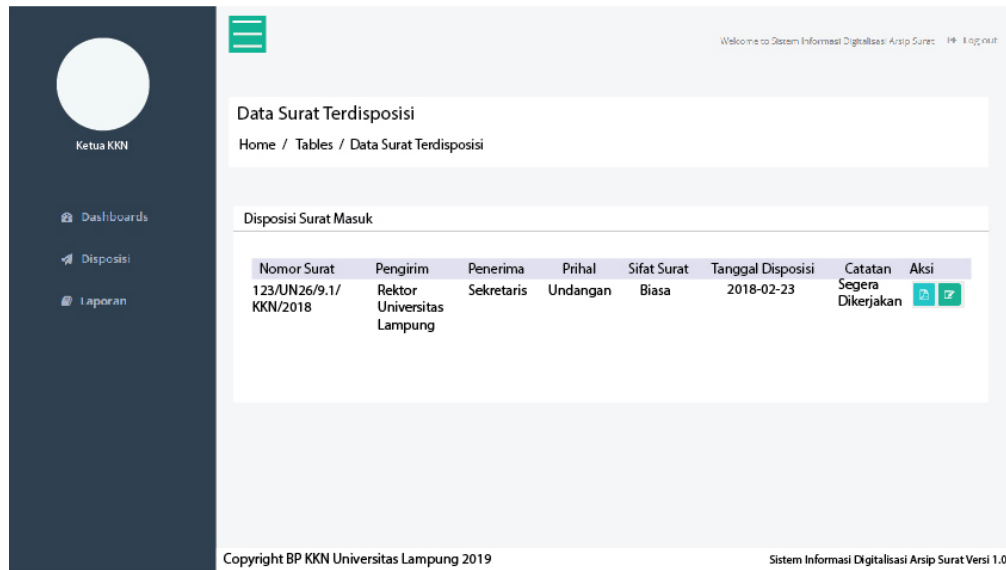 Welcome to Sistem Informasi Digitalisasi Arsip Surat
Log out
Ketua KKN
Dashboards
Disposisi
Laporan
Data Surat Terdisposisi
Home / Tables / Data Surat Terdisposisi
Disposisi Surat Masuk
Nomor Surat Pengirim Penerima Prihal Sifat Surat Tanggal Disposisi Catatan Aksi
123/UN26/9.1/ Rektor Sekretaris Undangan Biasa 2018-02-23 Segera
KKN/2018 Universitas Dikerjakan
Lampung
Copyright BP KKN Universitas Lampung 2019
Sistem Informasi Digitalisasi Arsip Surat Versi 1.0